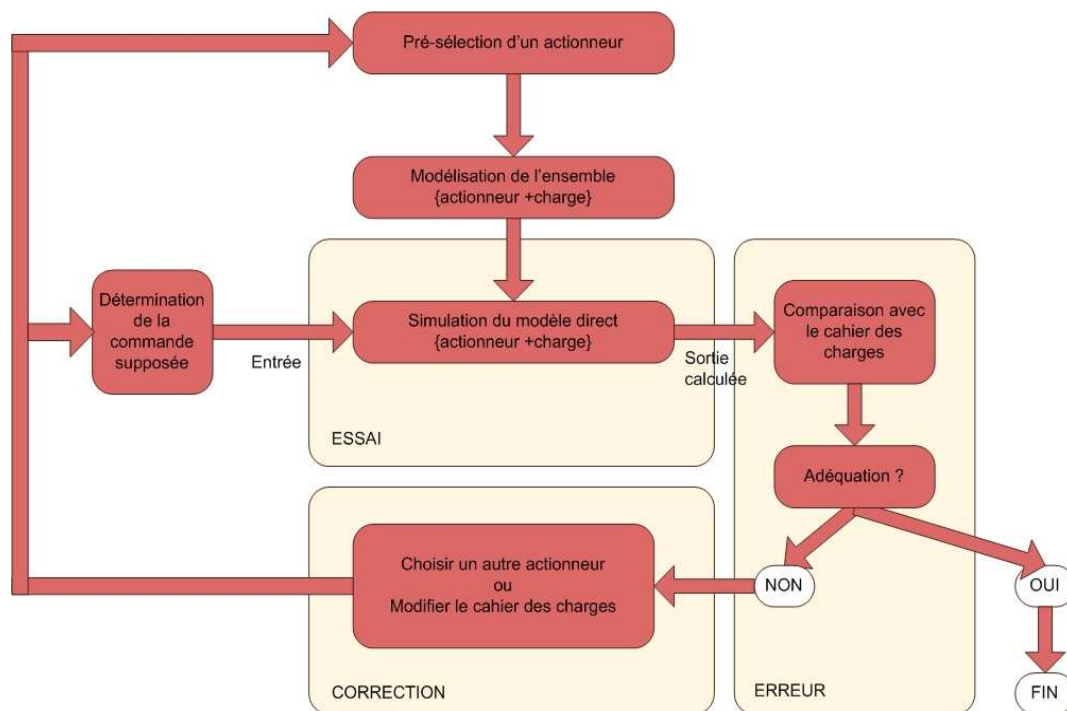 Pré-sélection d'un actionneur
Modélisation de l'ensemble
{actionneur +charge}
Détermination
de la
commande
supposée
Entrée
Simulation du modèle direct
{actionneur +charge}
Sortie
calculée
Comparaison avec
le cahier des
charges
ESSAI
Adéquation ?
NON
OUI
Choisir un autre actionneur
ou
Modifier le cahier des charges
CORRECTION
ERREUR
FIN